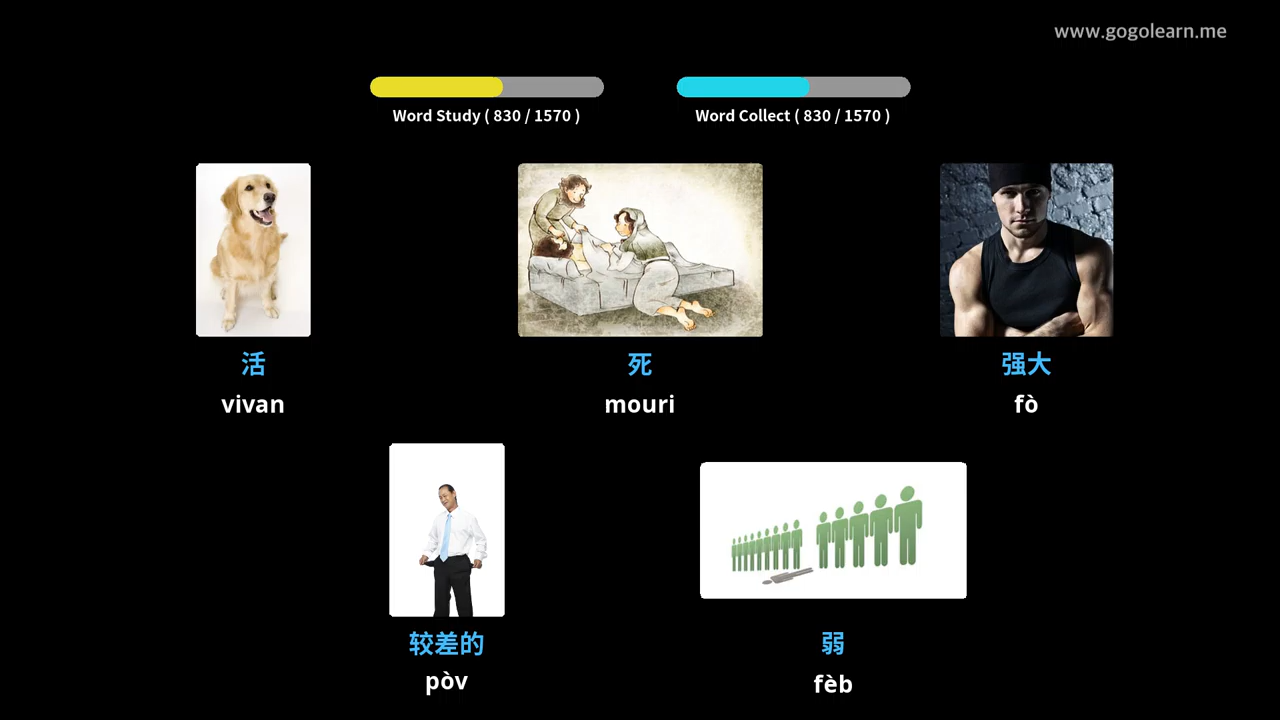 www.gogolearn.me
Word Study ( 830 / 1570 )
Word Collect ( 830 / 1570 )
活
vivan
死
mouri
强大
fò
较差的
pòv
弱
fèb